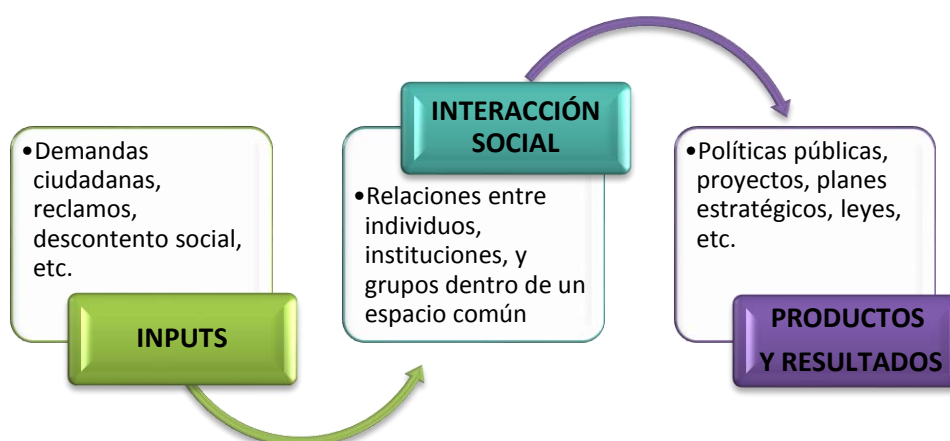 •Demandas
ciudadanas,
reclamos,
descontento social,
etc.
INPUTS
INTERACCIÓN
SOCIAL
•Relaciones entre
individuos,
instituciones, y
grupos dentro de un
espacio común
•Políticas públicas,
proyectos, planes
estratégicos, leyes,
etc.
PRODUCTOS
Y RESULTADOS